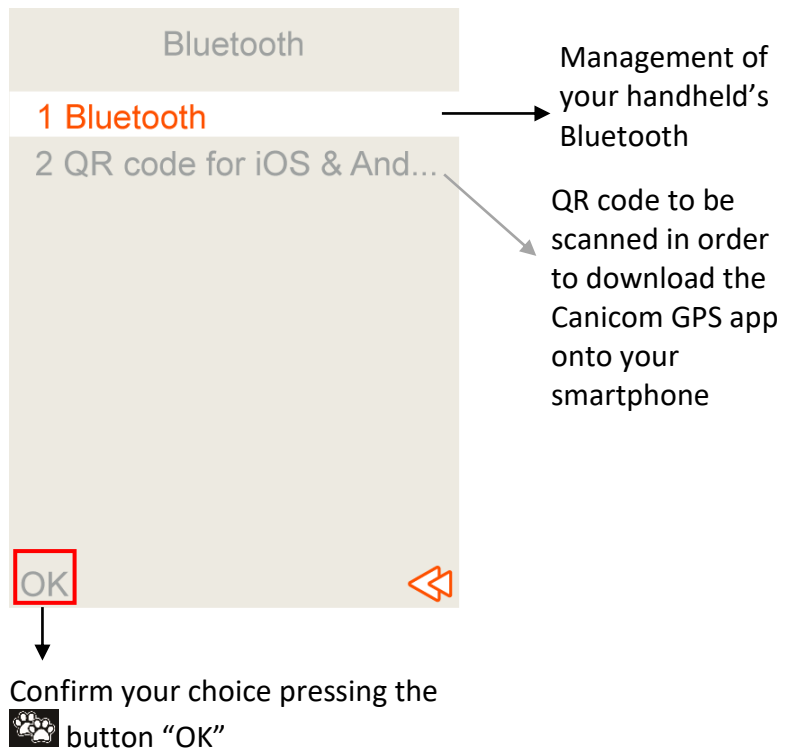 Bluetooth
1 Bluetooth
2 QR code for iOS & And...
OK
Management of
your handheld’s
Bluetooth
QR code to be
scanned in order
to download the
Canicom GPS app
onto your
smartphone
Confirm your choice pressing the
button “OK”